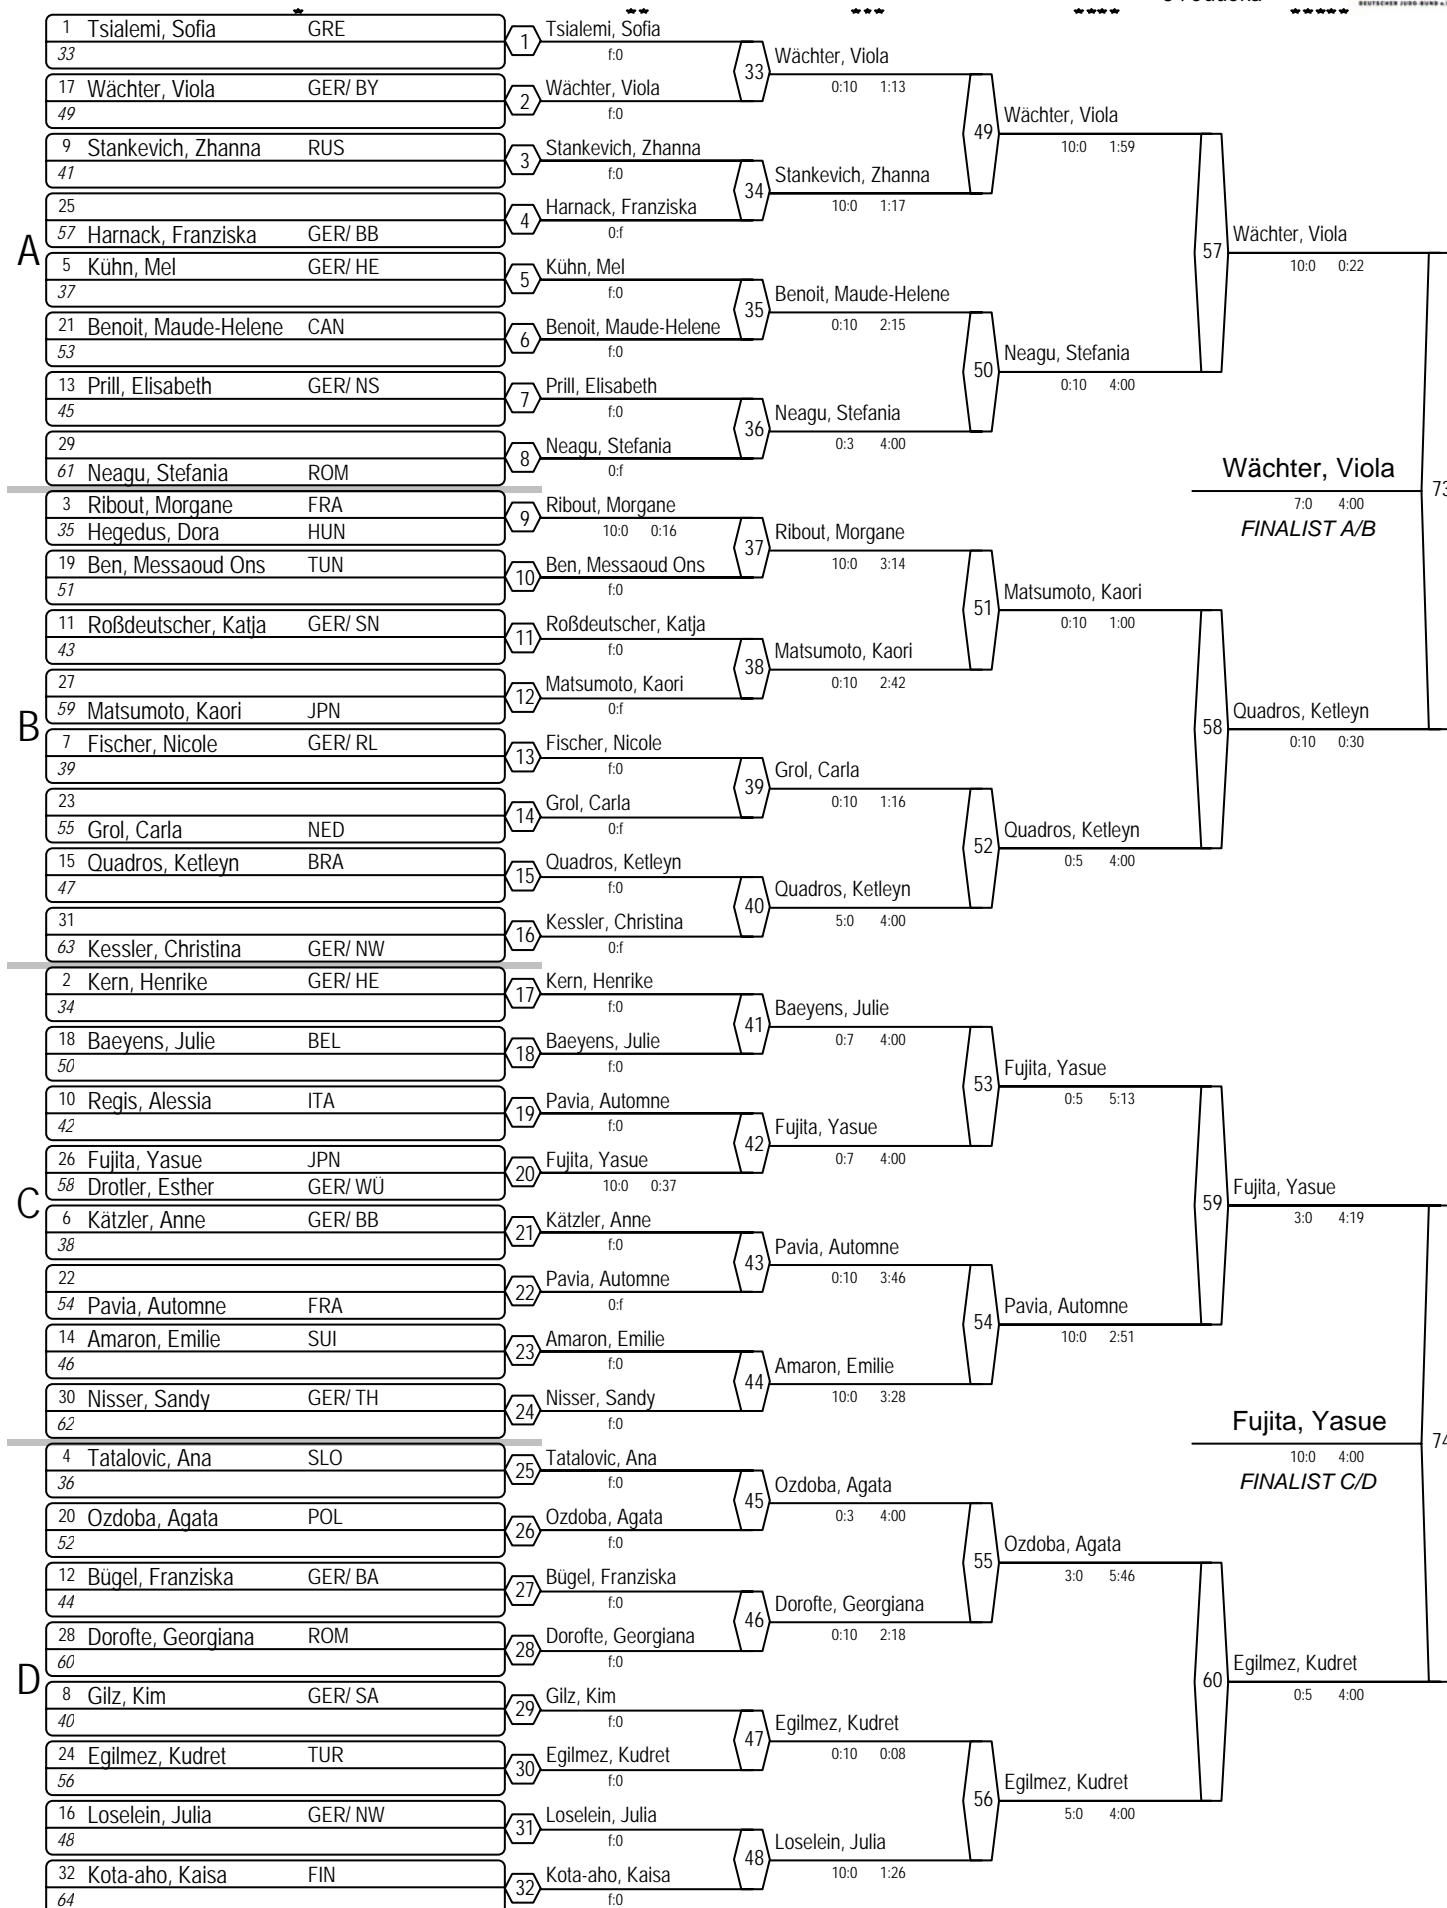 * ** *** **** *****
DEUTSCHER JUDO-BUND e.V.
A
1 Tsialemi, Sofia GRE
33
17 Wächter, Viola GER/ BY
49
9 Stankevich, Zhanna RUS
41
25
57 Harnack, Franziska GER/ BB
5 Kühn, Mel GER/ HE
37
21 Benoit, Maude-Helene CAN
53
13 Prill, Elisabeth GER/ NS
45
29
61 Neagu, Stefania ROM
B
3 Ribout, Morgane FRA
35 Hegedus, Dora HUN
19 Ben, Messaoud Ons TUN
51
11 Roßdeutscher, Katja GER/ SN
43
27
59 Matsumoto, Kaori JPN
7 Fischer, Nicole GER/ RL
39
23
55 Grol, Carla NED
15 Quadros, Ketleyn BRA
47
31
63 Kessler, Christina GER/ NW
C
2 Kern, Henrike GER/ HE
34
18 Baeyens, Julie BEL
50
10 Regis, Alessia ITA
42
26 Fujita, Yasue JPN
58 Drotler, Esther GER/ WÜ
6 Kätzler, Anne GER/ BB
38
22
54 Pavia, Automne FRA
14 Amaron, Emilie SUI
46
30 Nisser, Sandy GER/ TH
62
D
4 Tatalovic, Ana SLO
36
20 Ozdoba, Agata POL
52
12 Bügel, Franziska GER/ BA
44
28 Dorofte, Georgiana ROM
60
8 Gilz, Kim GER/ SA
40
24 Egilmez, Kudret TUR
56
16 Loselein, Julia GER/ NW
48
32 Kota-aho, Kaisa FIN
64
1 Tsialemi, Sofia
f:0
2 Wächter, Viola
f:0
3 Stankevich, Zhanna
f:0
4 Harnack, Franziska
0:f
5 Kühn, Mel
f:0
6 Benoit, Maude-Helene
f:0
7 Prill, Elisabeth
f:0
8 Neagu, Stefania
0:f
9 Ribout, Morgane
10:0 0:16
10 Ben, Messaoud Ons
f:0
11 Roßdeutscher, Katja
f:0
12 Matsumoto, Kaori
0:f
13 Fischer, Nicole
f:0
14 Grol, Carla
0:f
15 Quadros, Ketleyn
f:0
16 Kessler, Christina
0:f
17 Kern, Henrike
f:0
18 Baeyens, Julie
f:0
19 Pavia, Automne
f:0
20 Fujita, Yasue
10:0 0:37
21 Kätzler, Anne
f:0
22 Pavia, Automne
0:f
23 Amaron, Emilie
f:0
24 Nisser, Sandy
f:0
25 Tatalovic, Ana
f:0
26 Ozdoba, Agata
f:0
27 Bügel, Franziska
f:0
28 Dorofte, Georgiana
f:0
29 Gilz, Kim
f:0
30 Egilmez, Kudret
f:0
31 Loselein, Julia
f:0
32 Kota-aho, Kaisa
f:0
33 Wächter, Viola
0:10 1:13
34 Stankevich, Zhanna
10:0 1:17
35 Benoit, Maude-Helene
0:10 2:15
36 Neagu, Stefania
0:3 4:00
37 Ribout, Morgane
10:0 3:14
38 Matsumoto, Kaori
0:10 2:42
39 Grol, Carla
0:10 1:16
40 Quadros, Ketleyn
5:0 4:00
41 Baeyens, Julie
0:7 4:00
42 Fujita, Yasue
0:7 4:00
43 Pavia, Automne
0:10 3:46
44 Amaron, Emilie
10:0 3:28
45 Ozdoba, Agata
0:3 4:00
46 Dorofte, Georgiana
0:10 2:18
47 Egilmez, Kudret
0:10 0:08
48 Loselein, Julia
10:0 1:26
49 Wächter, Viola
10:0 1:59
50 Neagu, Stefania
0:10 4:00
51 Matsumoto, Kaori
0:10 1:00
52 Quadros, Ketleyn
0:5 4:00
53 Fujita, Yasue
0:5 5:13
54 Pavia, Automne
10:0 2:51
55 Ozdoba, Agata
3:0 5:46
56 Egilmez, Kudret
5:0 4:00
57 Wächter, Viola
10:0 0:22
58 Quadros, Ketleyn
0:10 0:30
59 Fujita, Yasue
3:0 4:19
60 Egilmez, Kudret
0:5 4:00
Wächter, Viola 73
7:0 4:00
FINALIST A/B
Fujita, Yasue 74
10:0 4:00
FINALIST C/D